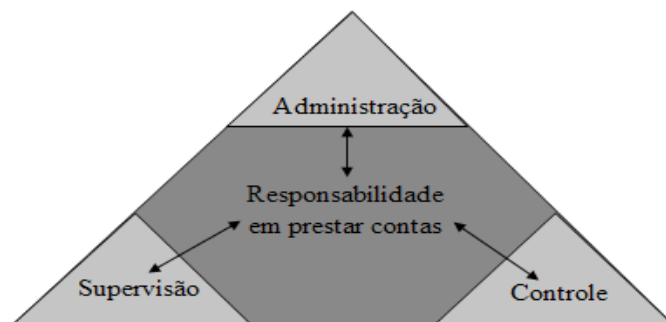 Administração
Responsabilidade
em prestar contas
Supervisão
Controle